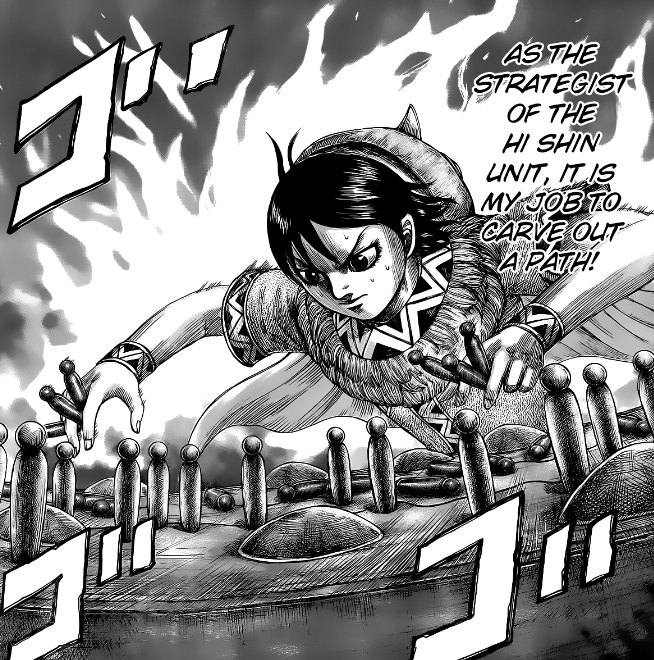 ゴ゛゛
AS THE
STRATEGIST
OF THE
HI SHIN
UNIT, IT IS
MY JOB TO
CARVE OUT
A PATH!
ゴ
ゴ